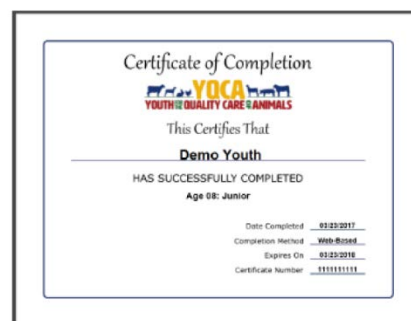 Certificate of Completion
YQCA
YOUTH FOR THE QUALITY CARE OF ANIMALS
This Certifies That
Demo Youth
HAS SUCCESSFULLY COMPLETED
Age 08: Junior
Date Completed 03/23/2017
Completion Method Web-Based
Expires On 03/23/2018
Certificate Number 1111111111